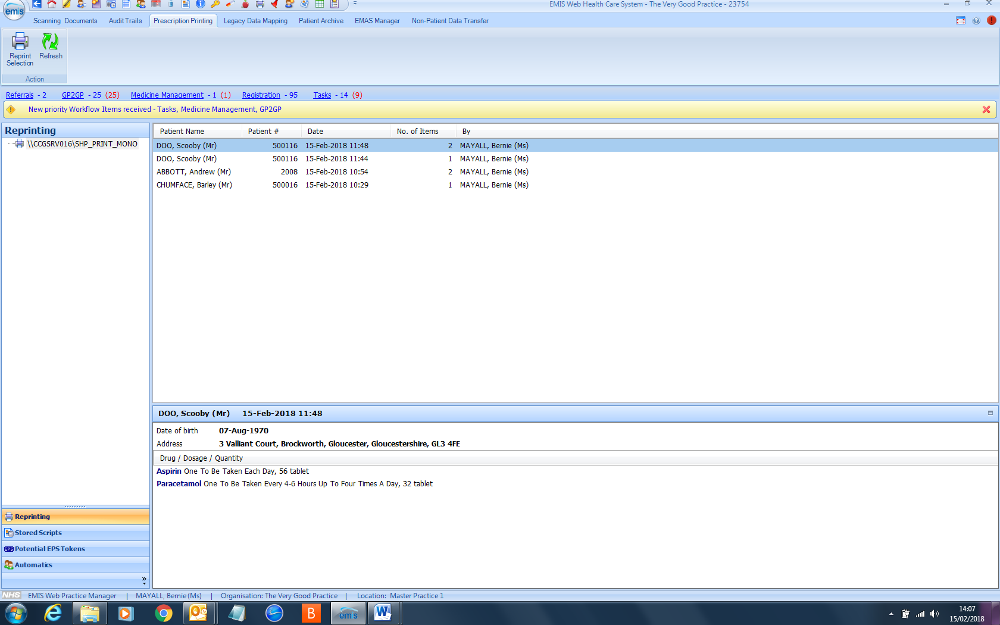 emis
EMIS Web Health Care System - The Very Good Practice - 23754
Scanning Documents Audit Trails Prescription Printing Legacy Data Mapping Patient Archive EMAS Manager Non-Patient Data Transfer
Reprint Selection
Refresh
Action
Referrals - 2 GP2GP - 25 (25) Medicine Management - 1 (1) Registration - 95 Tasks - 14 (9)
New priority Workflow Items received - Tasks, Medicine Management, GP2GP
Reprinting
\\CCGSRV016\SHP_PRINT_MONO
Patient Name Patient # Date No. of Items By
DOO, Scooby (Mr) 500116 15-Feb-2018 11:48 2 MAYALL, Bernie (Ms)
DOO, Scooby (Mr) 500116 15-Feb-2018 11:44 1 MAYALL, Bernie (Ms)
ABBOTT, Andrew (Mr) 2008 15-Feb-2018 10:54 2 MAYALL, Bernie (Ms)
CHUMFACE, Barley (Mr) 500016 15-Feb-2018 10:29 1 MAYALL, Bernie (Ms)
DOO, Scooby (Mr) 15-Feb-2018 11:48
Date of birth 07-Aug-1970
Address 3 Valliant Court, Brockworth, Gloucester, Gloucestershire, GL3 4FE
Drug / Dosage / Quantity
Aspirin One To Be Taken Each Day, 56 tablet
Paracetamol One To Be Taken Every 4-6 Hours Up To Four Times A Day, 32 tablet
Reprinting
Stored Scripts
EPS Potential EPS Tokens
Automatics
NHS EMIS Web Practice Manager | MAYALL, Bernie (Ms) | Organisation: The Very Good Practice | Location: Master Practice 1
B
emis
W
14:07
15/02/2018